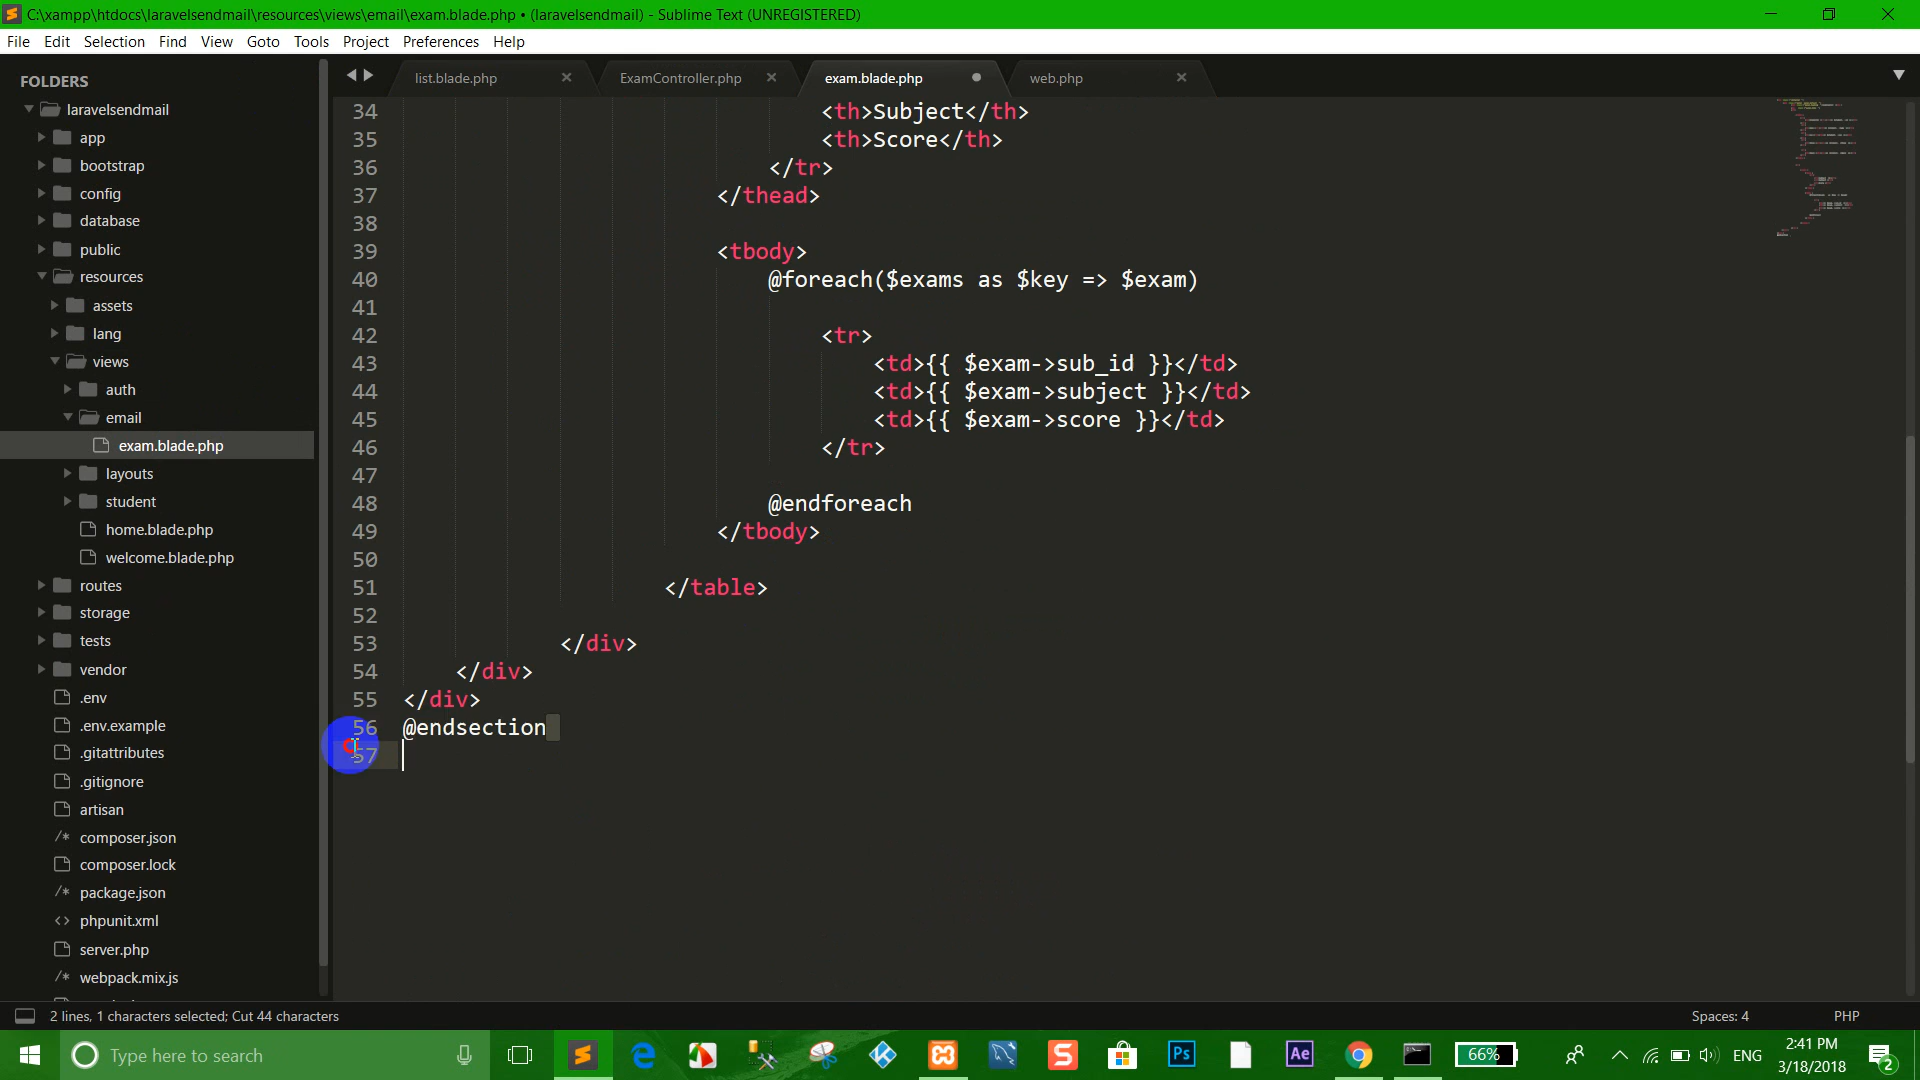 C:\xampp\htdocs\laravelsendmail\resources\views\email\exam.blade.php • (laravelsendmail) - Sublime Text (UNREGISTERED)
File Edit Selection Find View Goto Tools Project Preferences Help
FOLDERS
laravelsendmail
app
bootstrap
config
database
public
resources
assets
lang
views
auth
email
exam.blade.php
layouts
student
home.blade.php
welcome.blade.php
routes
storage
tests
vendor
.env
.env.example
.gitattributes
.gitignore
artisan
composer.json
composer.lock
package.json
phpunit.xml
server.php
webpack.mix.js
list.blade.php ExamController.php exam.blade.php web.php
34 <th>Subject</th>
35 <th>Score</th>
36 </tr>
37 </thead>
38
39 <tbody>
40 @foreach($exams as $key => $exam)
41
42 <tr>
43 <td>{{ $exam->sub_id }}</td>
44 <td>{{ $exam->subject }}</td>
45 <td>{{ $exam->score }}</td>
46 </tr>
47
48 @endforeach
49 </tbody>
50
51 </table>
52
53 </div>
54 </div>
55 </div>
56 @endsection
57
2 lines, 1 characters selected; Cut 44 characters
Spaces: 4 PHP
Type here to search
66%
ENG
2:41 PM
3/18/2018
2